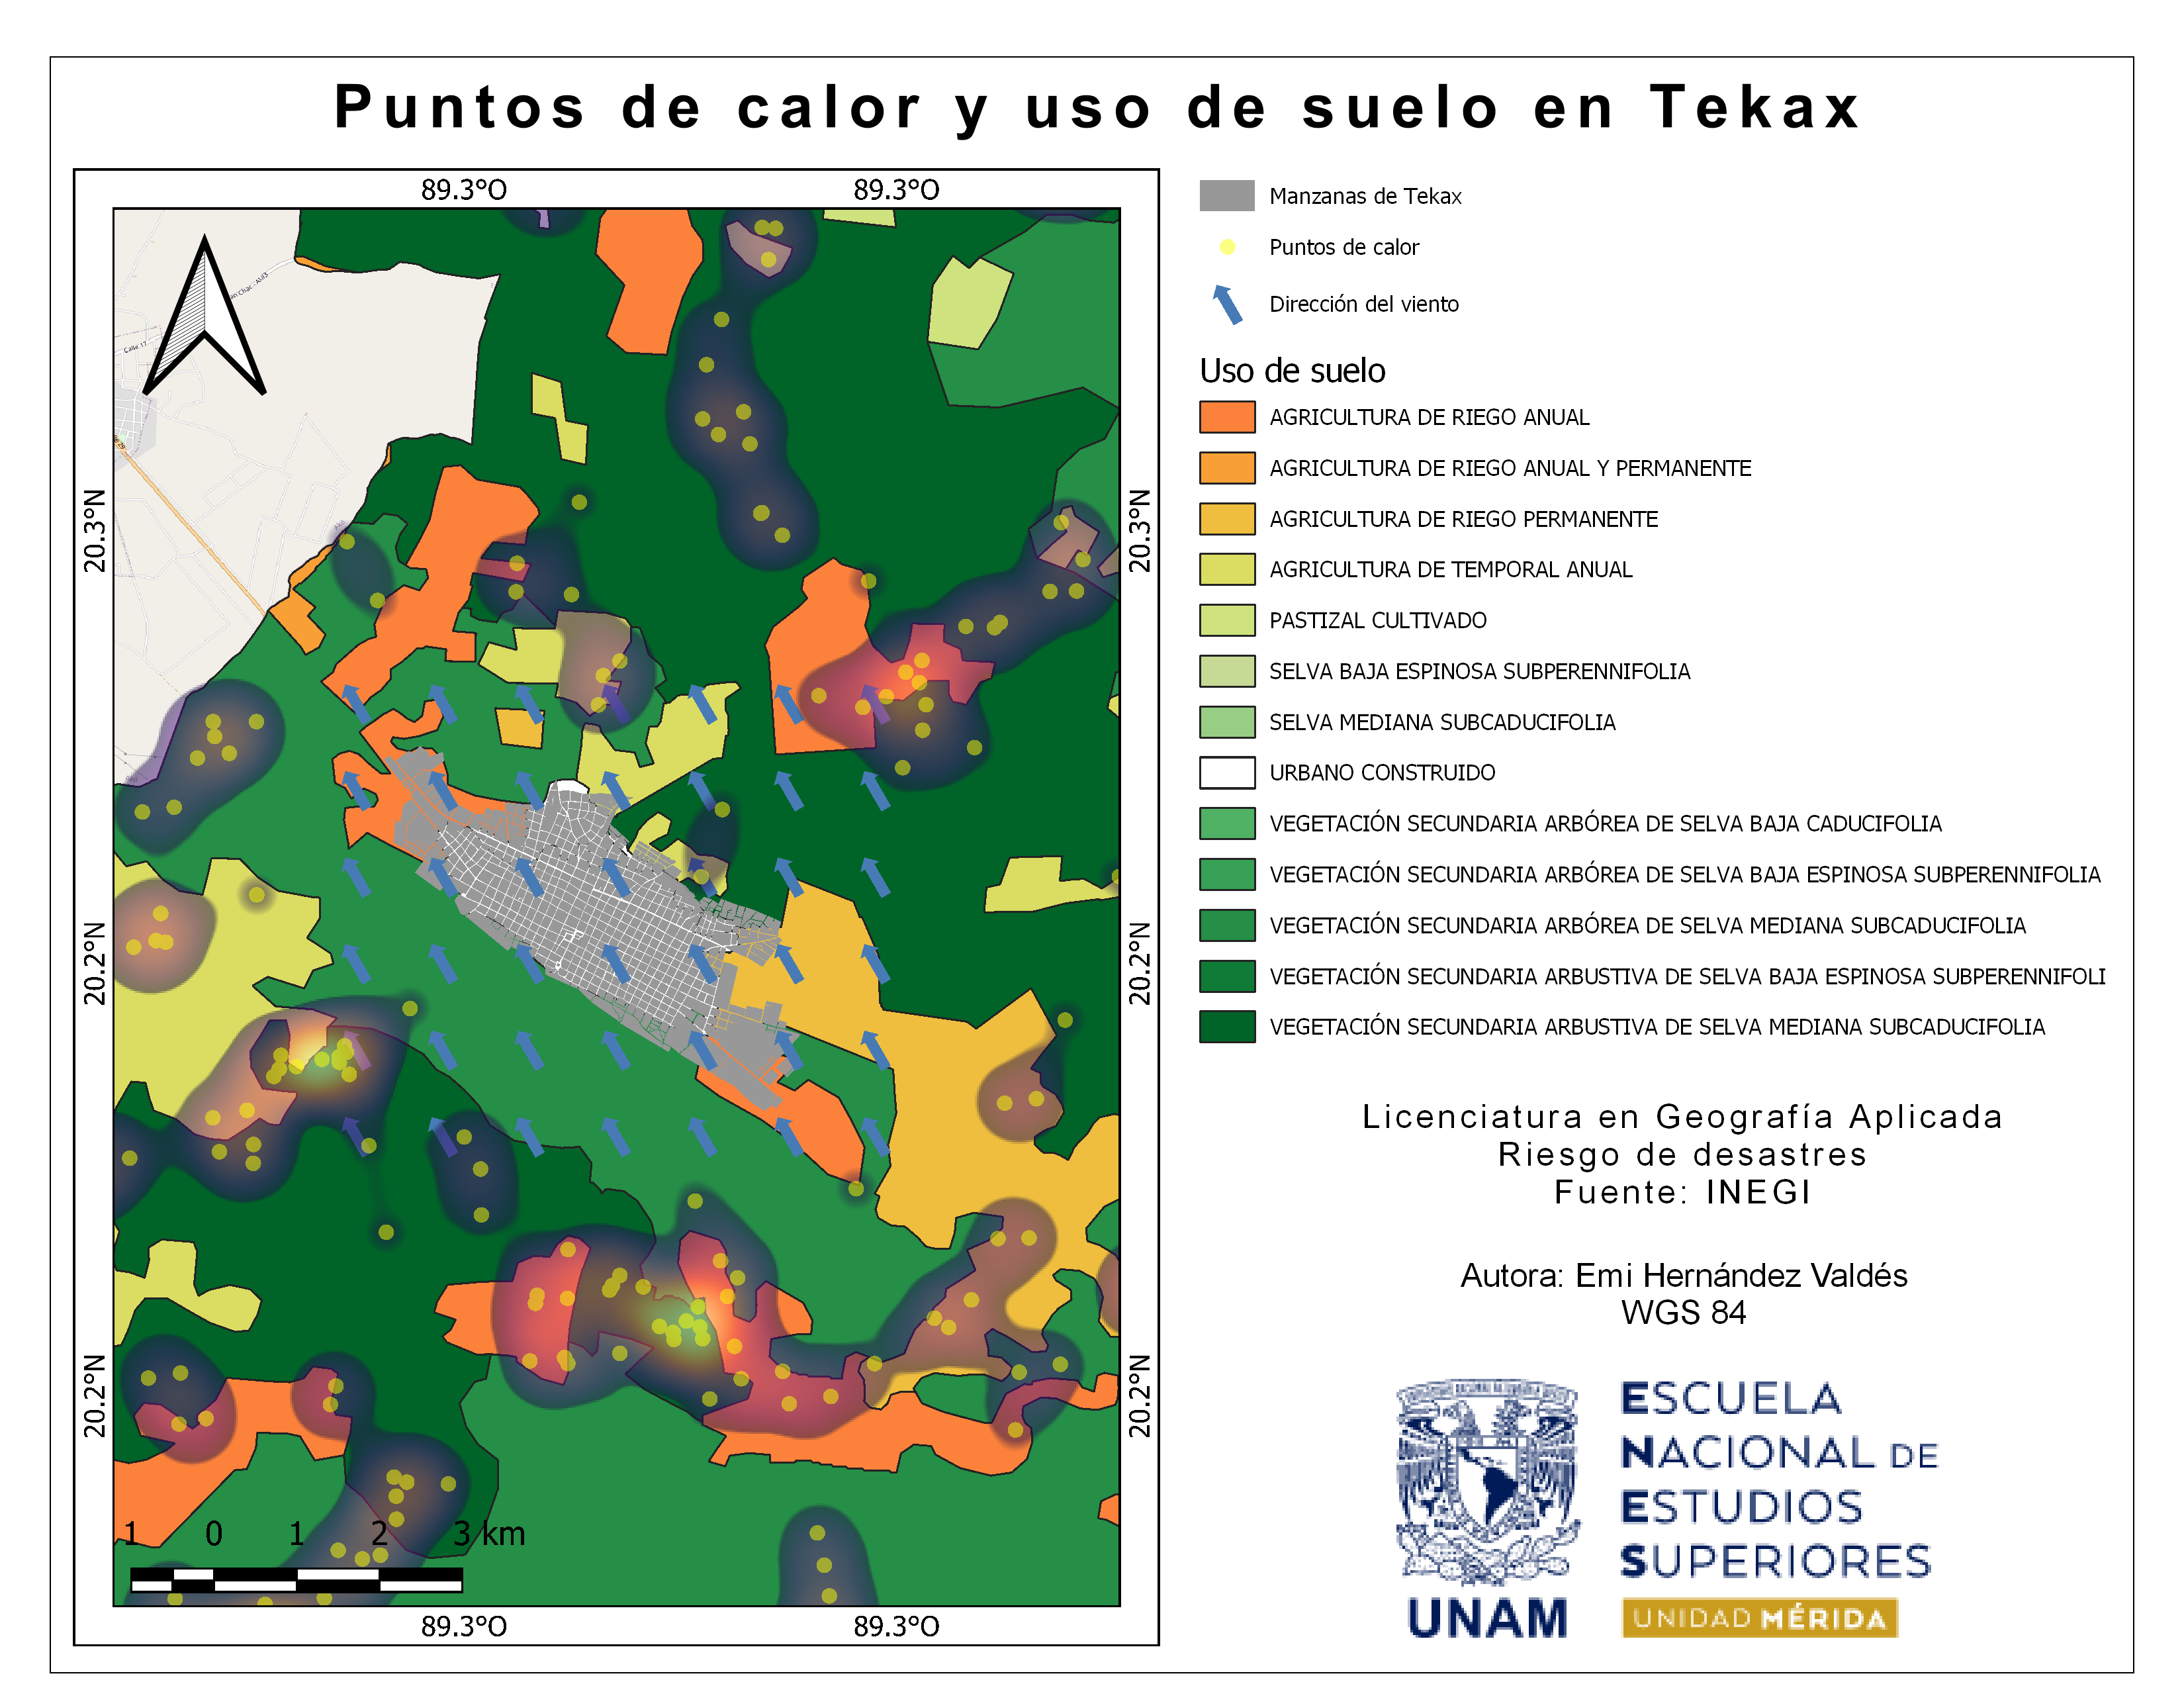 Puntos de calor y uso de suelo en Tekax
89.3°O
89.3°O
20.3°N
20.2°N
20.2°N
20.3°N
20.2°N
20.2°N
89.3°O
89.3°O
Calle 17
1 0 1 2 3 km
Manzanas de Tekax
Puntos de calor
Dirección del viento
Uso de suelo
AGRICULTURA DE RIEGO ANUAL
AGRICULTURA DE RIEGO ANUAL Y PERMANENTE
AGRICULTURA DE RIEGO PERMANENTE
AGRICULTURA DE TEMPORAL ANUAL
PASTIZAL CULTIVADO
SELVA BAJA ESPINOSA SUBPERENNIFOLIA
SELVA MEDIANA SUBCADUCIFOLIA
URBANO CONSTRUIDO
VEGETACIÓN SECUNDARIA ARBÓREA DE SELVA BAJA CADUCIFOLIA
VEGETACIÓN SECUNDARIA ARBÓREA DE SELVA BAJA ESPINOSA SUBPERENNIFOLIA
VEGETACIÓN SECUNDARIA ARBÓREA DE SELVA MEDIANA SUBCADUCIFOLIA
VEGETACIÓN SECUNDARIA ARBUSTIVA DE SELVA BAJA ESPINOSA SUBPERENNIFOLI
VEGETACIÓN SECUNDARIA ARBUSTIVA DE SELVA MEDIANA SUBCADUCIFOLIA
Licenciatura en Geografía Aplicada
Riesgo de desastres
Fuente: INEGI
Autora: Emi Hernández Valdés
WGS 84
UNAM
ESCUELA
NACIONAL DE
ESTUDIOS
SUPERIORES
UNIDAD MÉRIDA